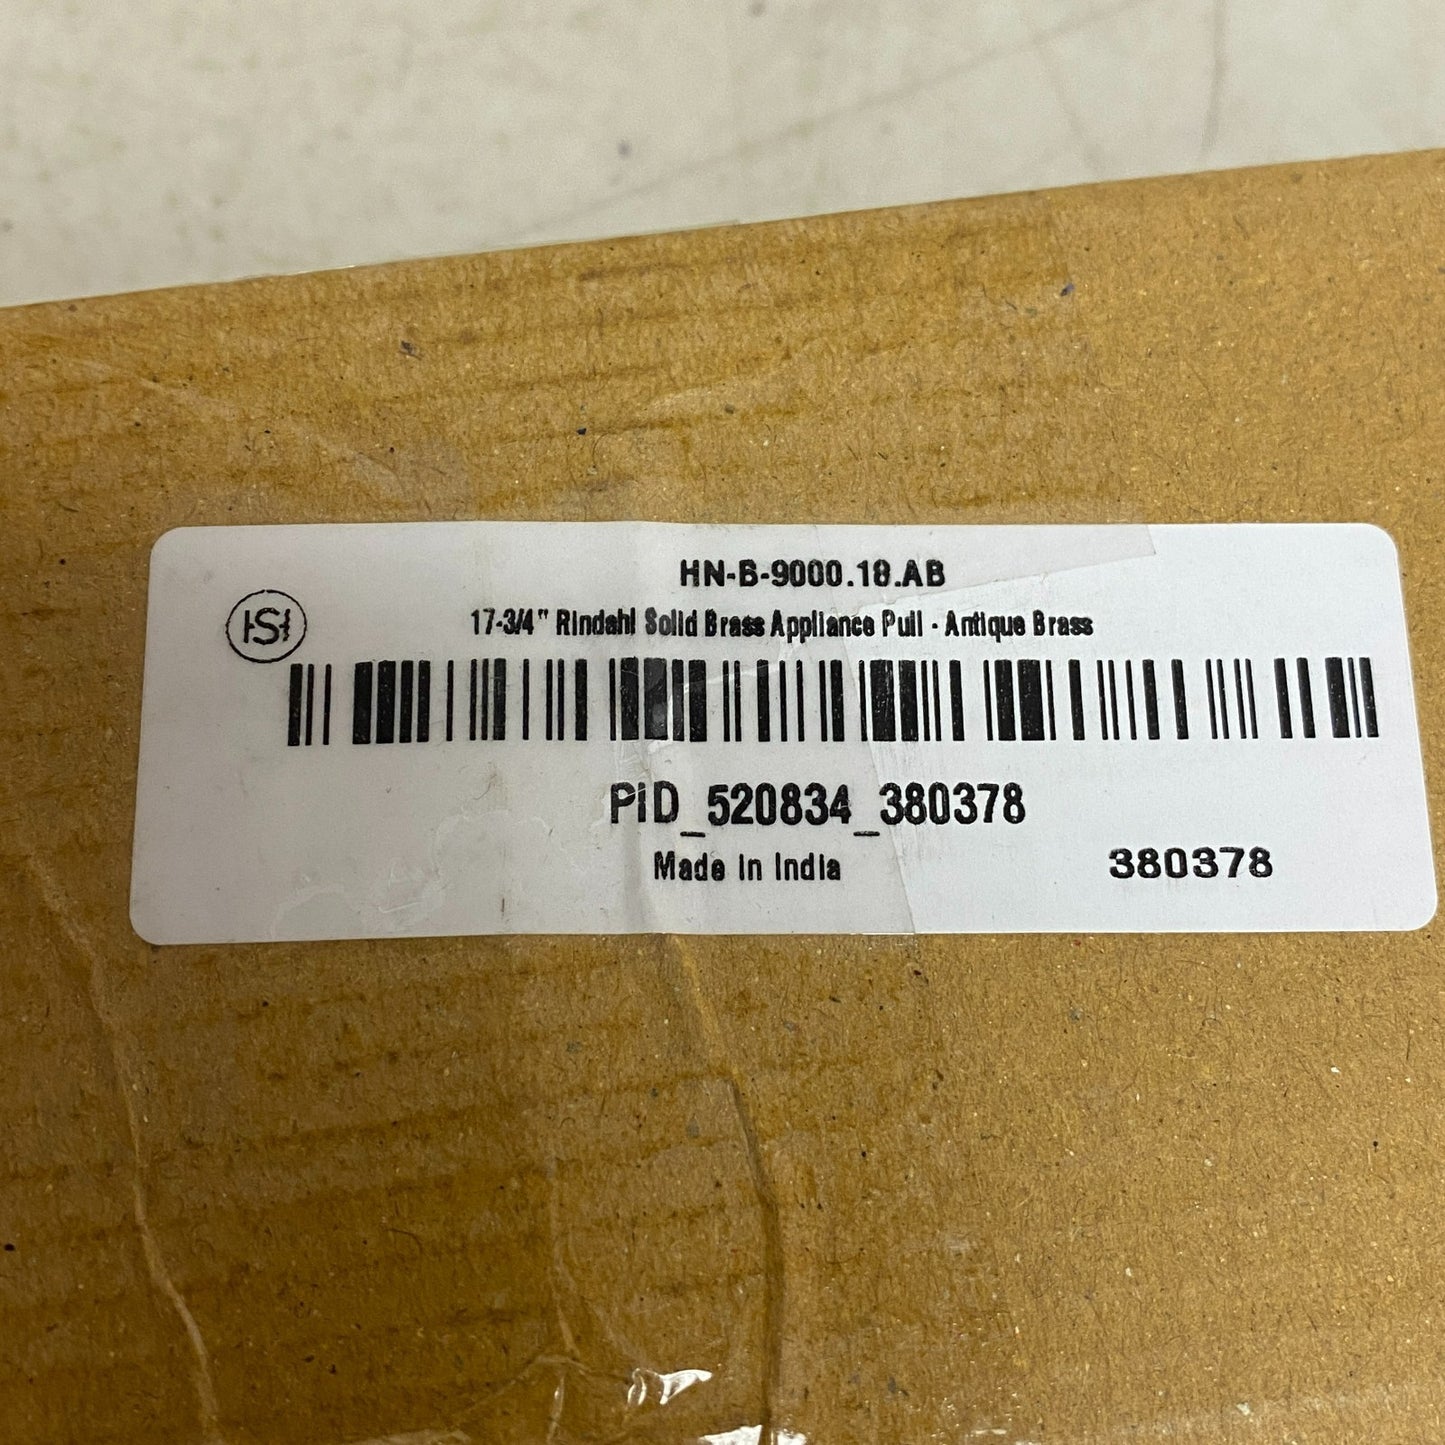 HN-B-9000.18.AB
HSH
17-3/4" Rindahl Solid Brass Appliance Pull - Antique Brass
PID_520834_380378
Made in India
380378